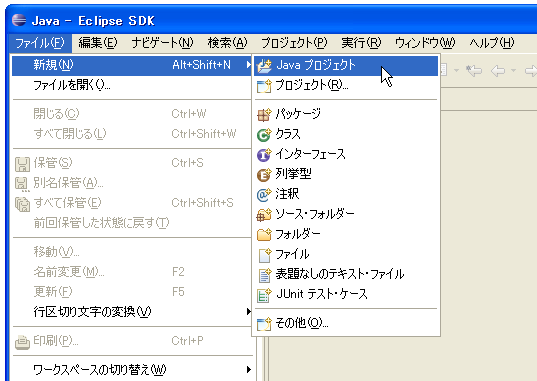 Java - Eclipse SDK
ファイル(F) 編集(E) ナビゲート(N) 検索(A) プロジェクト(P) 実行(R) ウィンドウ(W) ヘルプ(H)
新規(N) Alt+Shift+N
ファイルを開く(.)...
閉じる(C) Ctrl+W
すべて閉じる(L) Ctrl+Shift+W
保管(S) Ctrl+S
別名保管(A)...
すべて保管(E) Ctrl+Shift+S
前回保管した状態に戻す(T)
移動(V)...
名前変更(M)... F2
更新(F) F5
行区切り文字の変換(V)
印刷(P)... Ctrl+P
ワークスペースの切り替え(W)
Java プロジェクト
プロジェクト(R)...
パッケージ
クラス
インターフェース
列挙型
注釈
ソース・フォルダー
フォルダー
ファイル
表題なしのテキスト・ファイル
JUnit テスト・ケース
その他(O)...